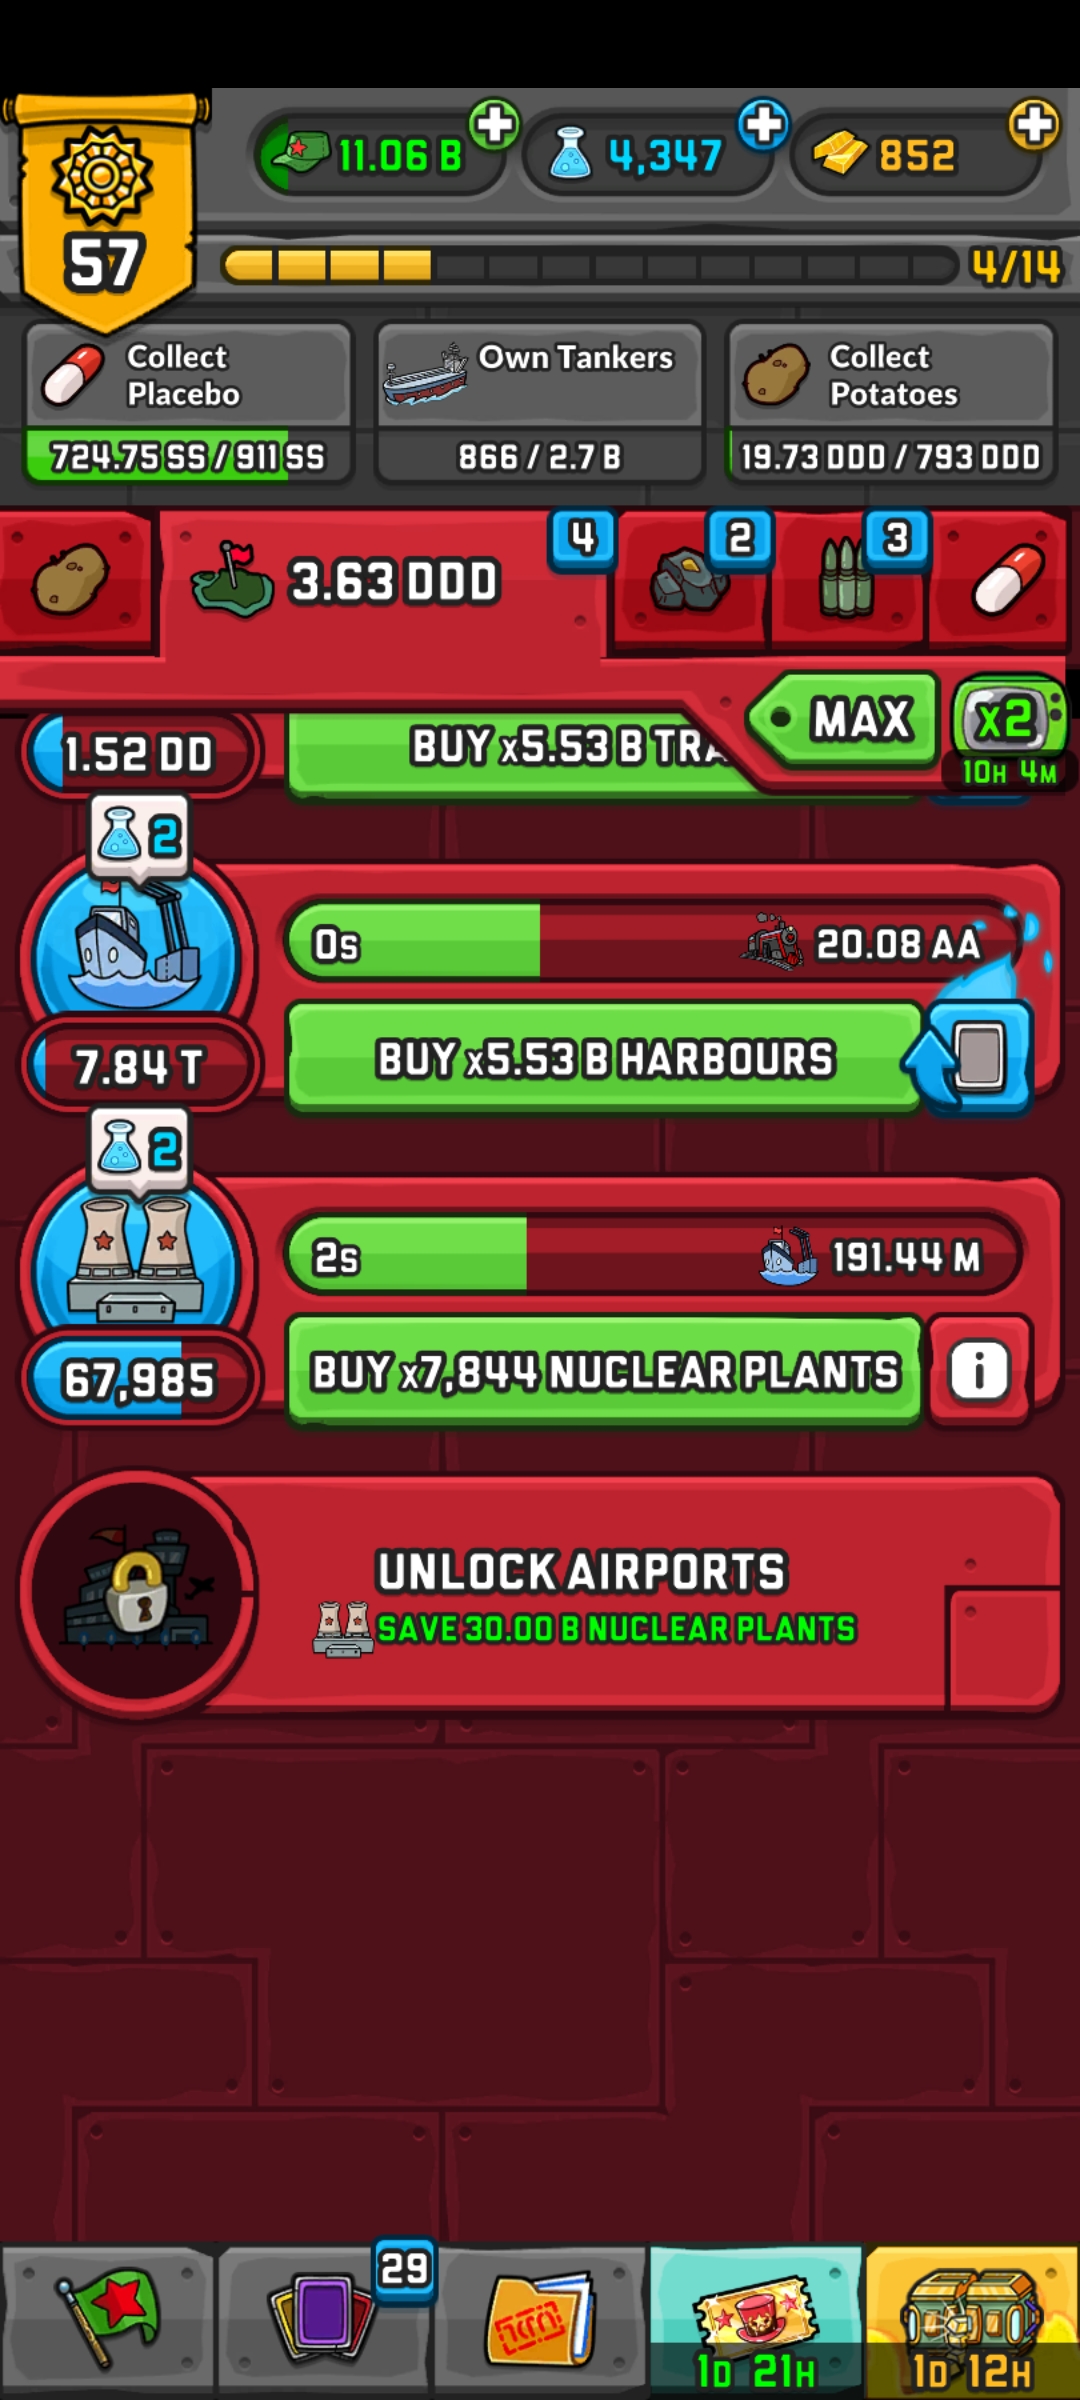 11.06 B
4,347
852
57
4/14
Collect
Placebo
724.75 SS / 911 SS
Own Tankers
866 / 2.7 B
Collect
Potatoes
19.73 DDD / 793 DDD
3.63 DDD
4
2
3
MAX
x2
10H 4M
1.52 DD
BUY x5.53 B TRA
2
0s
20.08 AA
7.84 T
BUY x5.53 B HARBOURS
2
2s
191.44 M
67,985
BUY x7,844 NUCLEAR PLANTS
i
UNLOCK AIRPORTS
SAVE 30.00 B NUCLEAR PLANTS
29
1D 21H
1D 12H